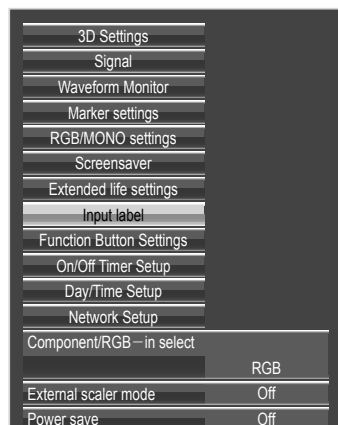 3D Settings
Signal
Waveform Monitor
Marker settings
RGB/MONO settings
Screensaver
Extended life settings
Input label
Function Button Settings
On/Off Timer Setup
Day/Time Setup
Network Setup
Component/RGB－in select
RGB
External scaler mode Off
Power save Off